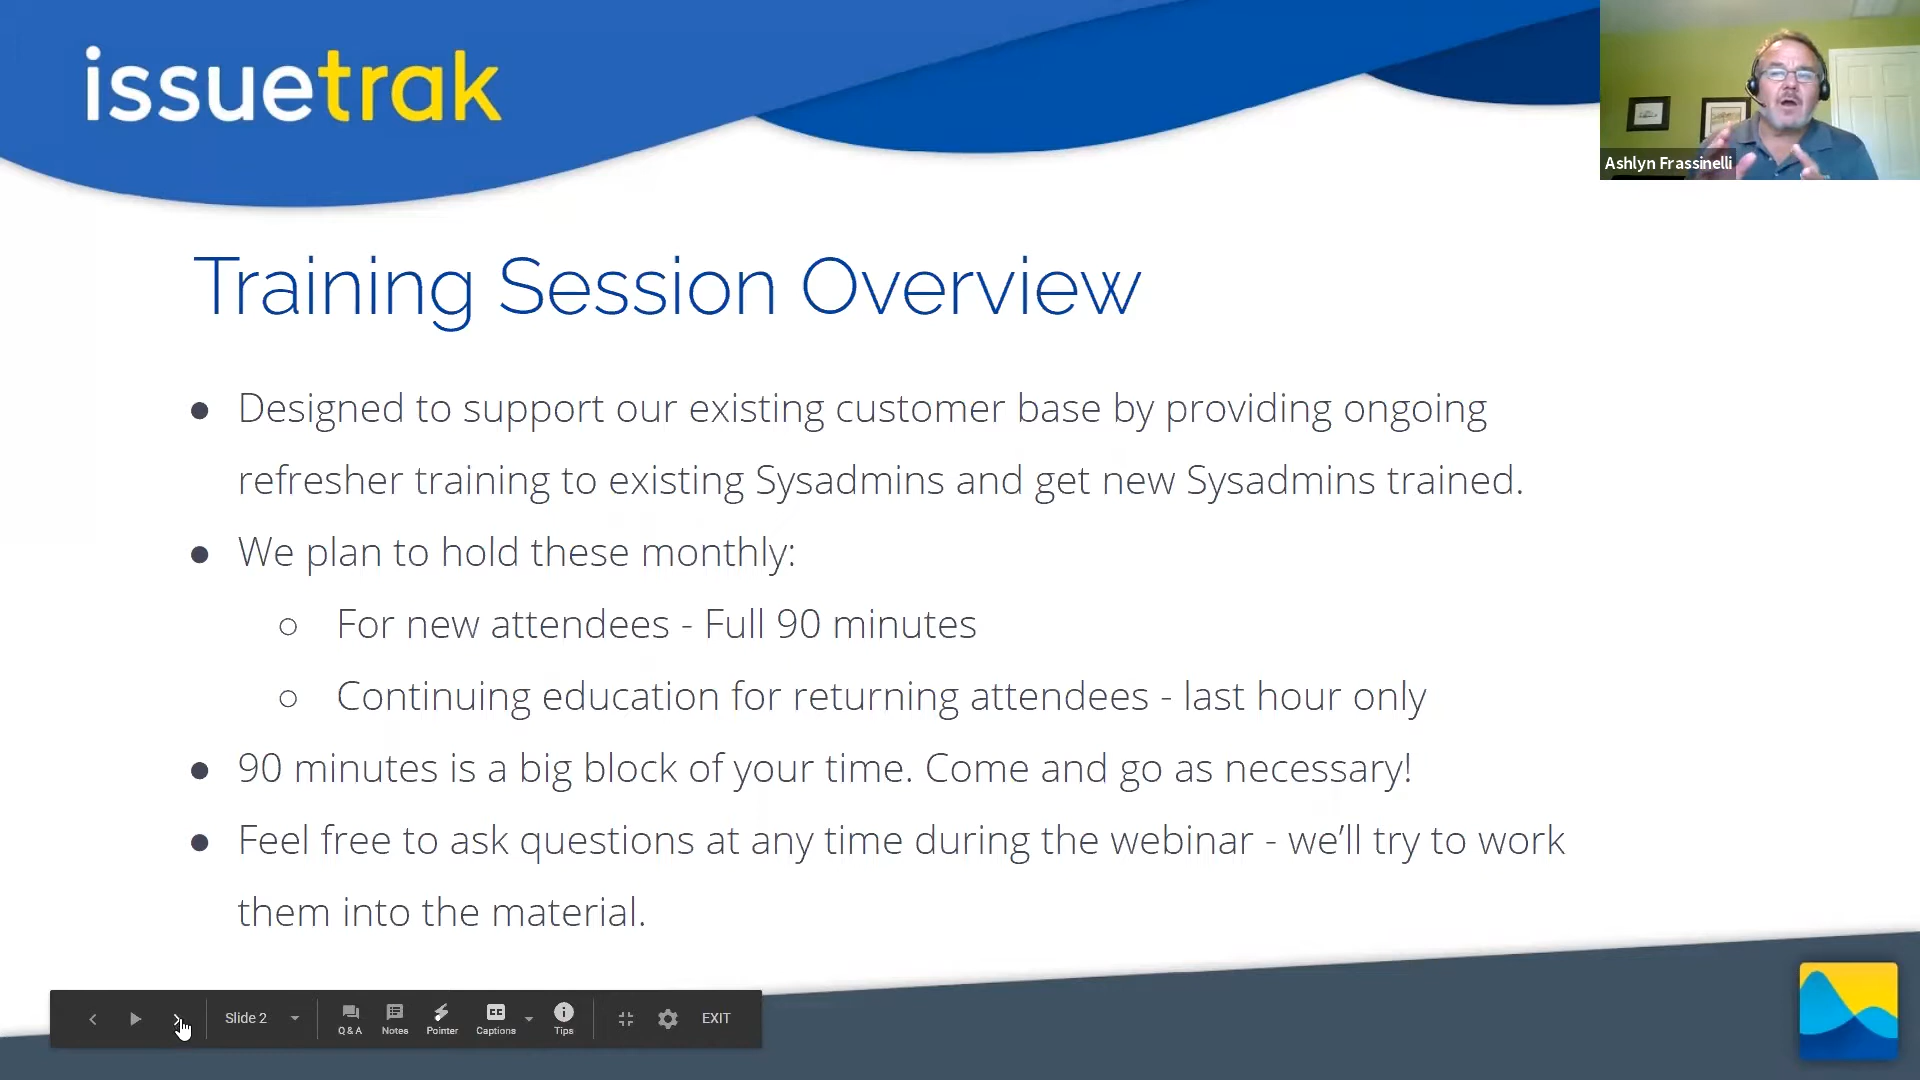 issuetrak
Ashlyn Frassinelli
Training Session Overview
● Designed to support our existing customer base by providing ongoing
refresher training to existing Sysadmins and get new Sysadmins trained.
● We plan to hold these monthly:
○ For new attendees - Full 90 minutes
○ Continuing education for returning attendees - last hour only
● 90 minutes is a big block of your time. Come and go as necessary!
● Feel free to ask questions at any time during the webinar - we’ll try to work
them into the material.
Slide 2
Q & A
Notes
Pointer
CC
Captions
Tips
EXIT